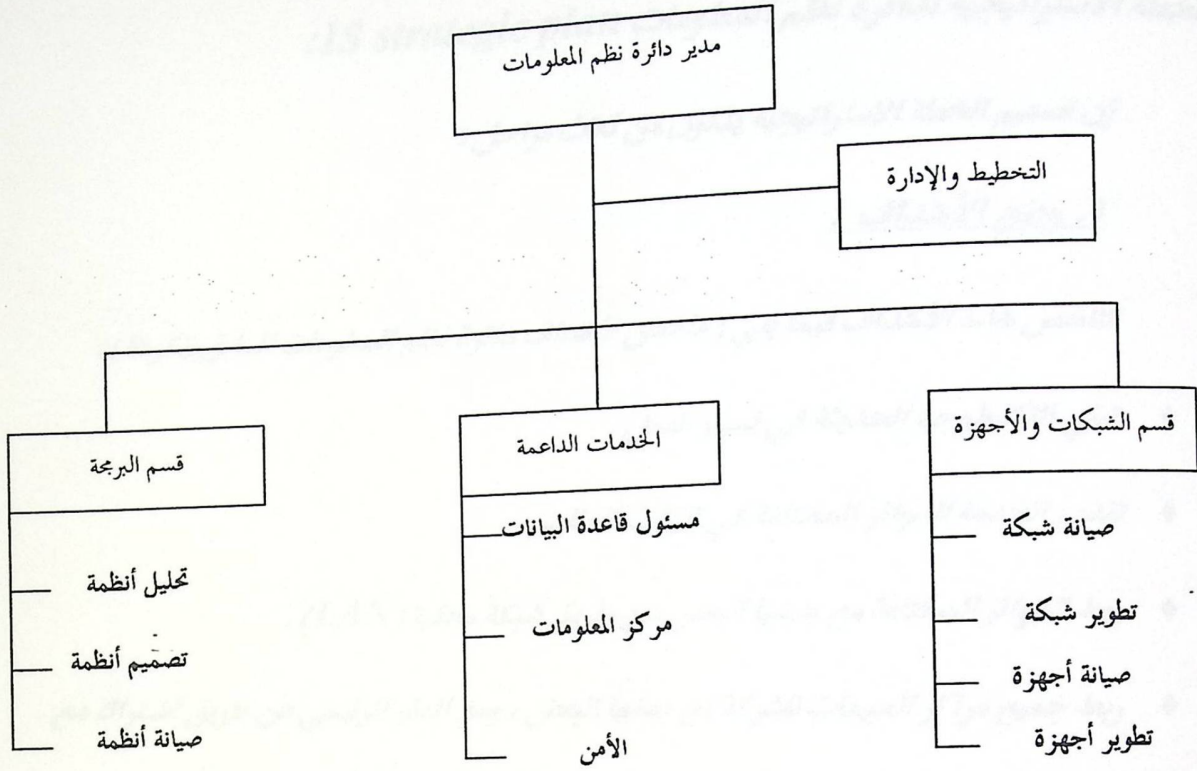 مدير دائرة نظم المعلومات
التخطيط والإدارة
قسم الشبكات والأجهزة
صيانة شبكة
تطوير شبكة
صيانة أجهزة
تطوير أجهزة
الخدمات الداعمة
مسئول قاعدة البيانات
مركز المعلومات
الأمن
قسم البرمجة
تحليل أنظمة
تصميم أنظمة
صيانة أنظمة